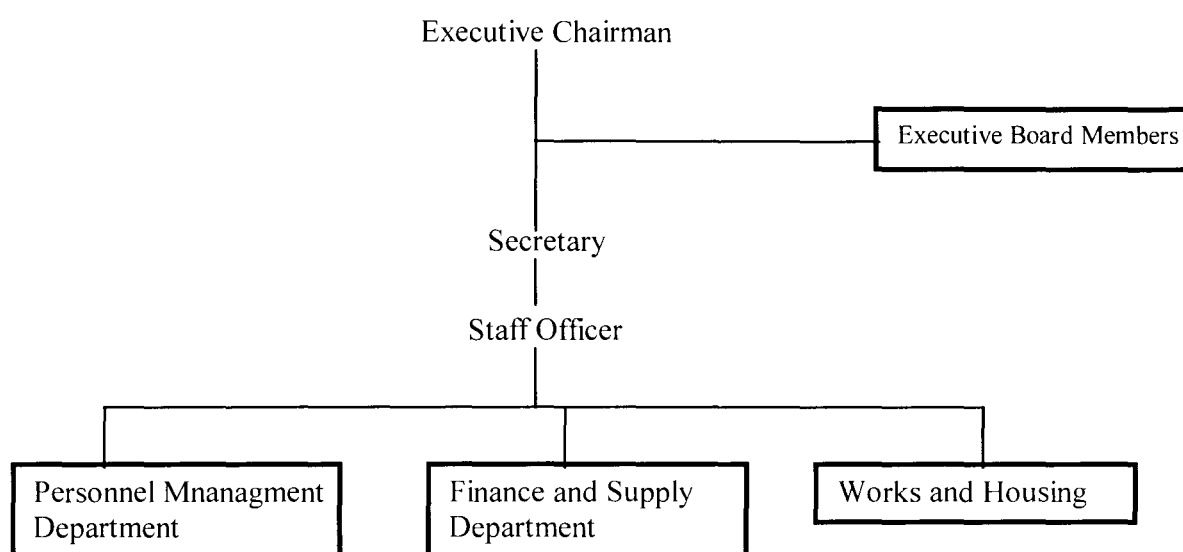 Executive Chairman
Executive Board Members
Secretary
Staff Officer
Personnel Mnanagment
Department
Finance and Supply
Department
Works and Housing